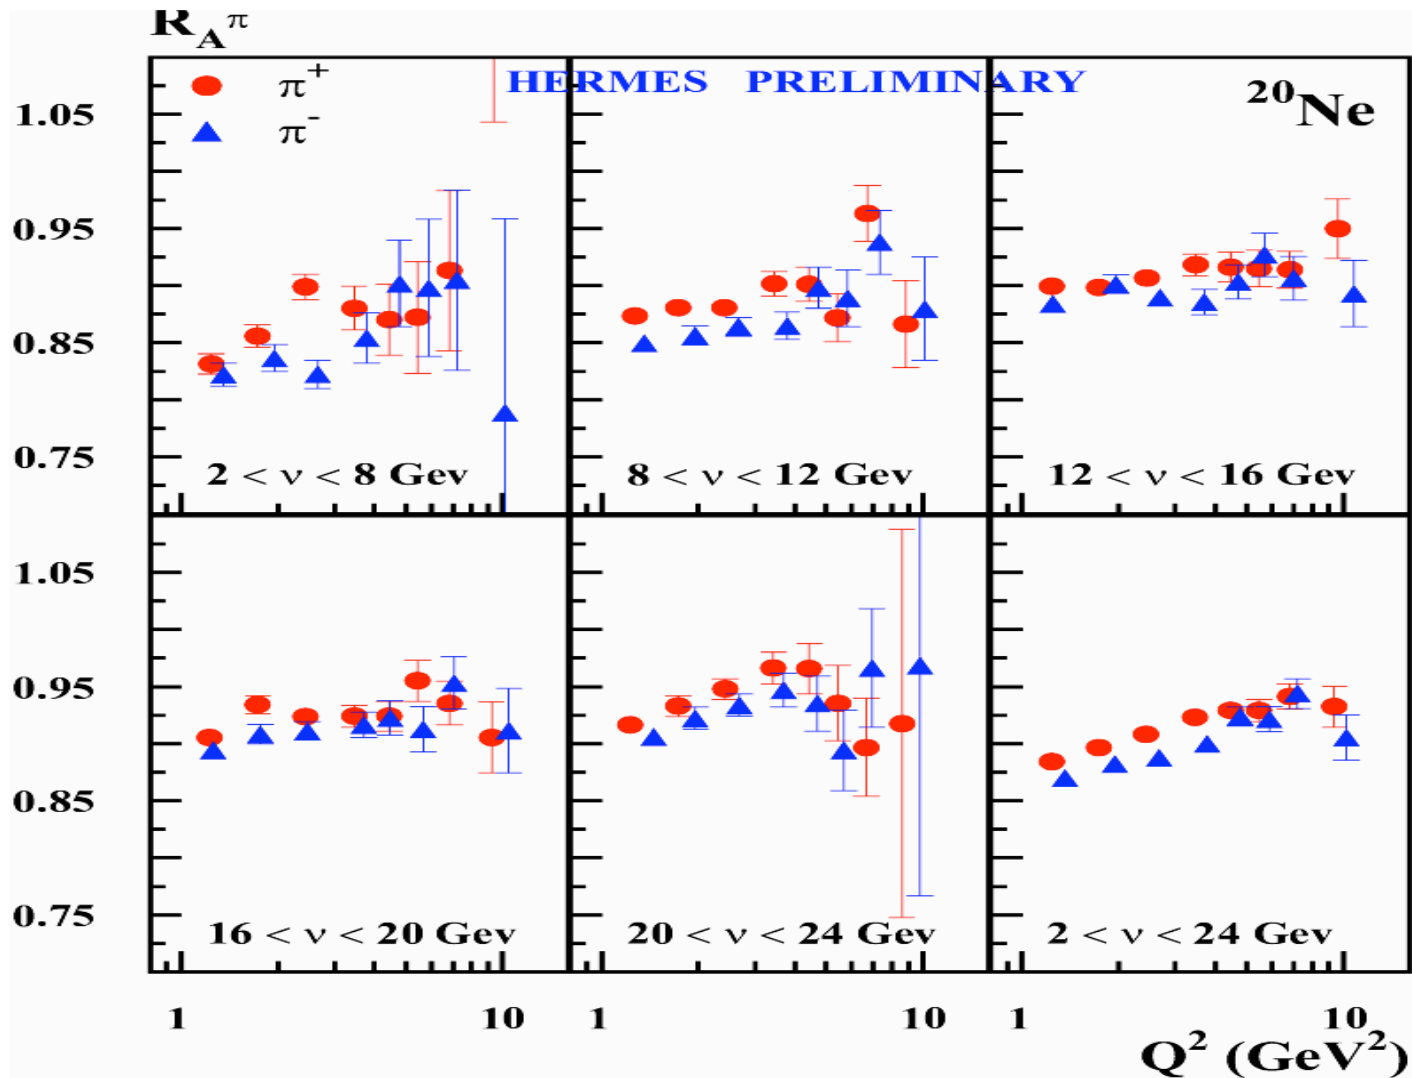 R_A^π
π⁺
π⁻
HERMES PRELIMINARY
²⁰Ne
1.05
0.95
0.85
0.75
2 < ν < 8 Gev
8 < ν < 12 Gev
12 < ν < 16 Gev
1.05
0.95
0.85
0.75
16 < ν < 20 Gev
20 < ν < 24 Gev
2 < ν < 24 Gev
1 10 1 10 1 10
Q² (GeV²)